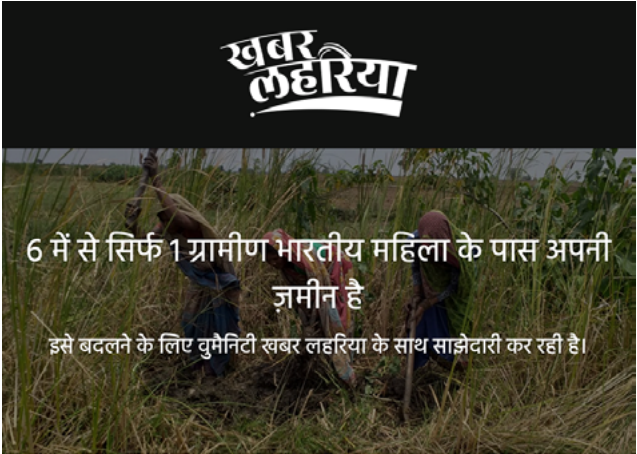 खबर
लहरिया
6 में से सिर्फ 1 ग्रामीण भारतीय महिला के पास अपनी
ज़मीन है
इसे बदलने के लिए वुमैनिटी खबर लहरिया के साथ साझेदारी कर रही है।